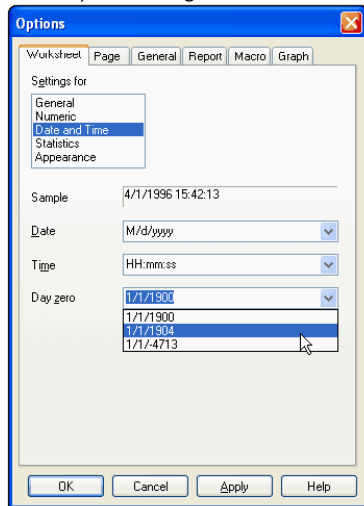 Options
Worksheet Page General Report Macro Graph
Settings for
General
Numeric
Date and Time
Statistics
Appearance
Sample 4/1/1996 15:42:13
Date M/d/yyyy
Time HH:mm:ss
Day zero 1/1/1900
1/1/1900
1/1/1904
1/1/-4713
OK Cancel Apply Help